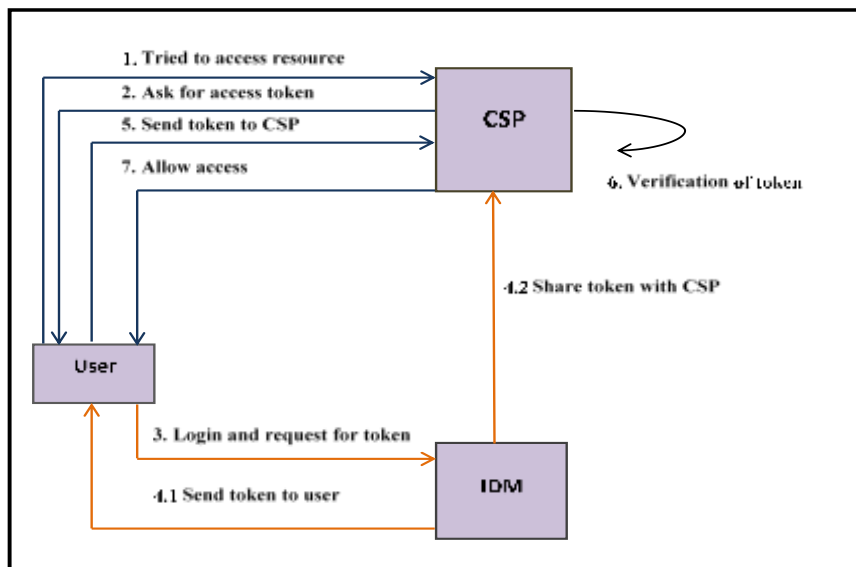 1. Tried to access resource
2. Ask for access token
5. Send token to CSP
7. Allow access
CSP
6. Verification of token
4.2 Share token with CSP
User
3. Login and request for token
4.1 Send token to user
IDM